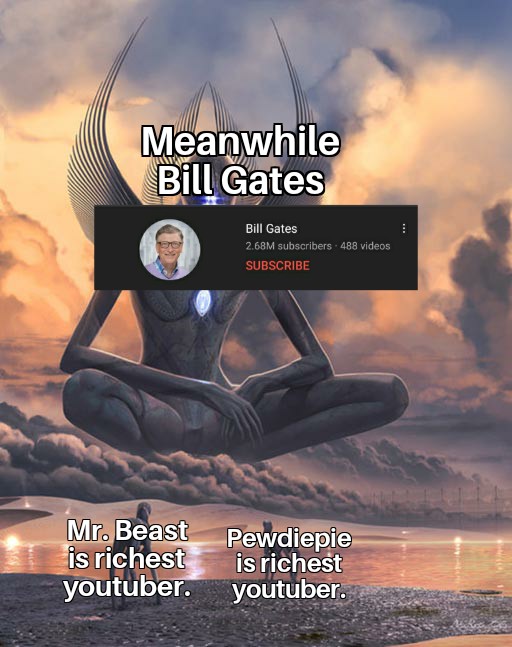 Meanwhile
Bill Gates
Bill Gates
2.68M subscribers · 488 videos
SUBSCRIBE
Mr. Beast
is richest
youtuber.
Pewdiepie
is richest
youtuber.